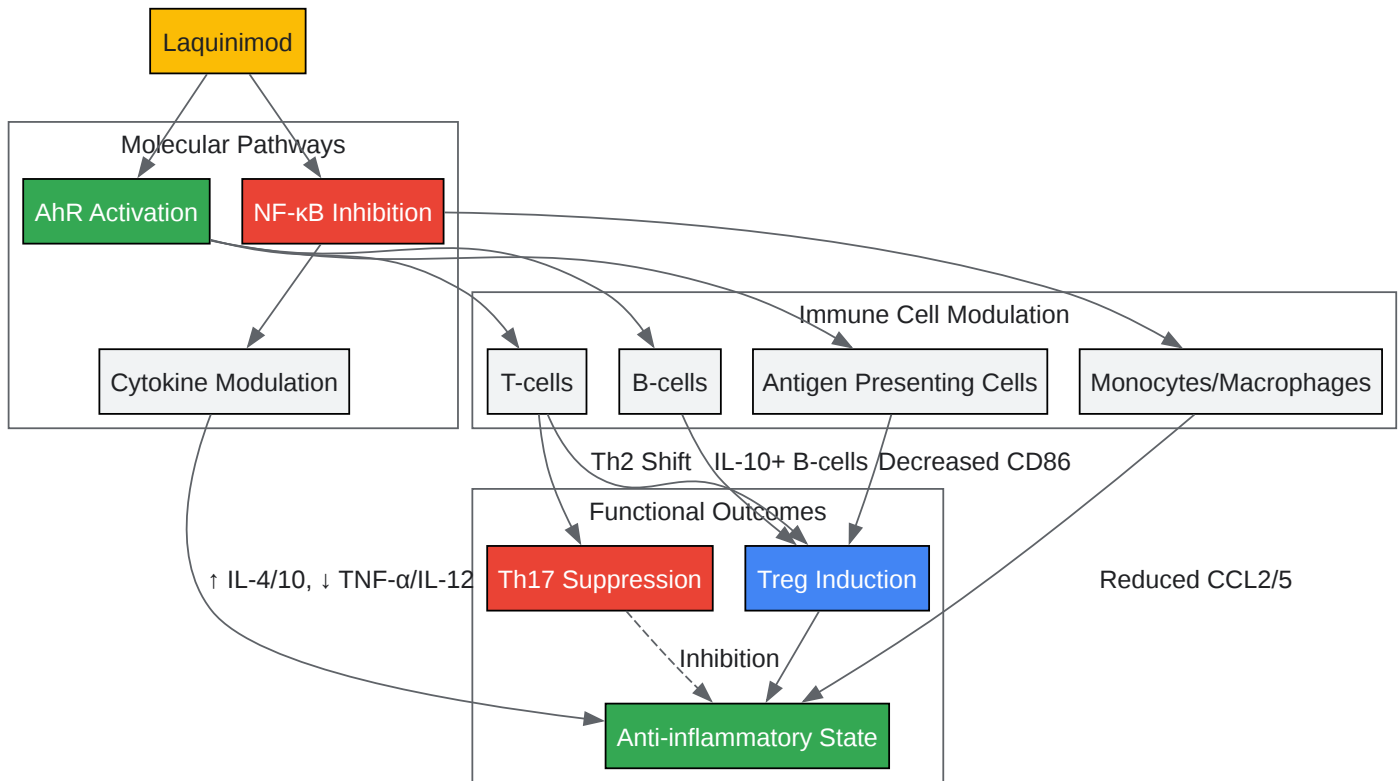 Laquinimod
Molecular Pathways
AhR Activation
NF-κB Inhibition
Immune Cell Modulation
Cytokine Modulation
T-cells
B-cells
Antigen Presenting Cells
Monocytes/Macrophages
Th2 Shift
IL-10+ B-cells
Decreased CD86
Functional Outcomes
↑ IL-4/10, ↓ TNF-α/IL-12
Th17 Suppression
Treg Induction
Reduced CCL2/5
Inhibition
Anti-inflammatory State